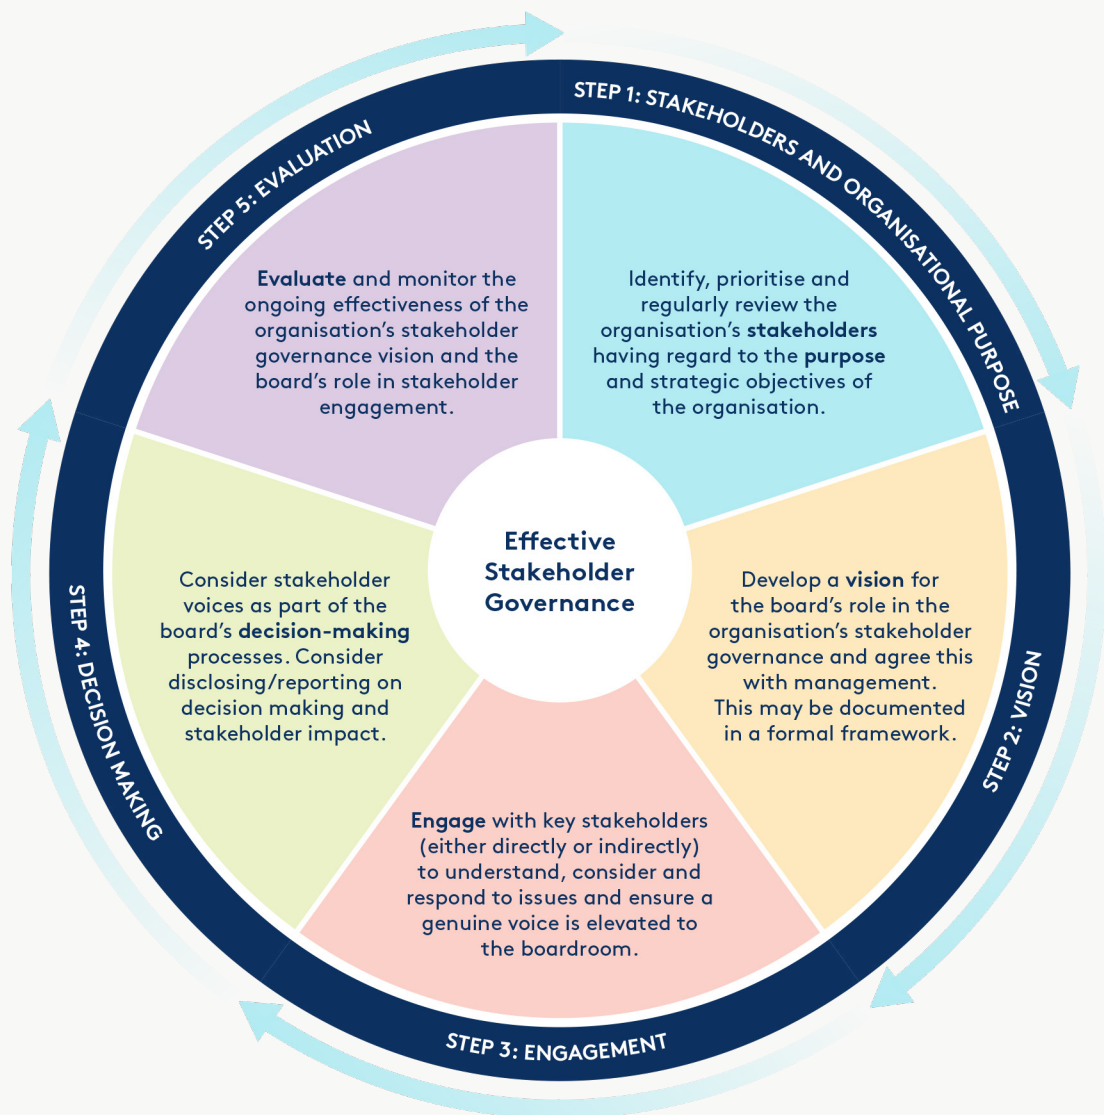 Effective
Stakeholder
Governance
STEP 1: STAKEHOLDERS AND ORGANISATIONAL PURPOSE
Identify, prioritise and
regularly review the
organisation’s stakeholders
having regard to the purpose
and strategic objectives of
the organisation.
STEP 2: VISION
Develop a vision for
the board’s role in the
organisation’s stakeholder
governance and agree this
with management.
This may be documented
in a formal framework.
STEP 3: ENGAGEMENT
Engage with key stakeholders
(either directly or indirectly)
to understand, consider and
respond to issues and ensure a
genuine voice is elevated to
the boardroom.
STEP 4: DECISION MAKING
Consider stakeholder
voices as part of the
board’s decision-making
processes. Consider
disclosing/reporting on
decision making and
stakeholder impact.
STEP 5: EVALUATION
Evaluate and monitor the
ongoing effectiveness of the
organisation’s stakeholder
governance vision and the
board’s role in stakeholder
engagement.